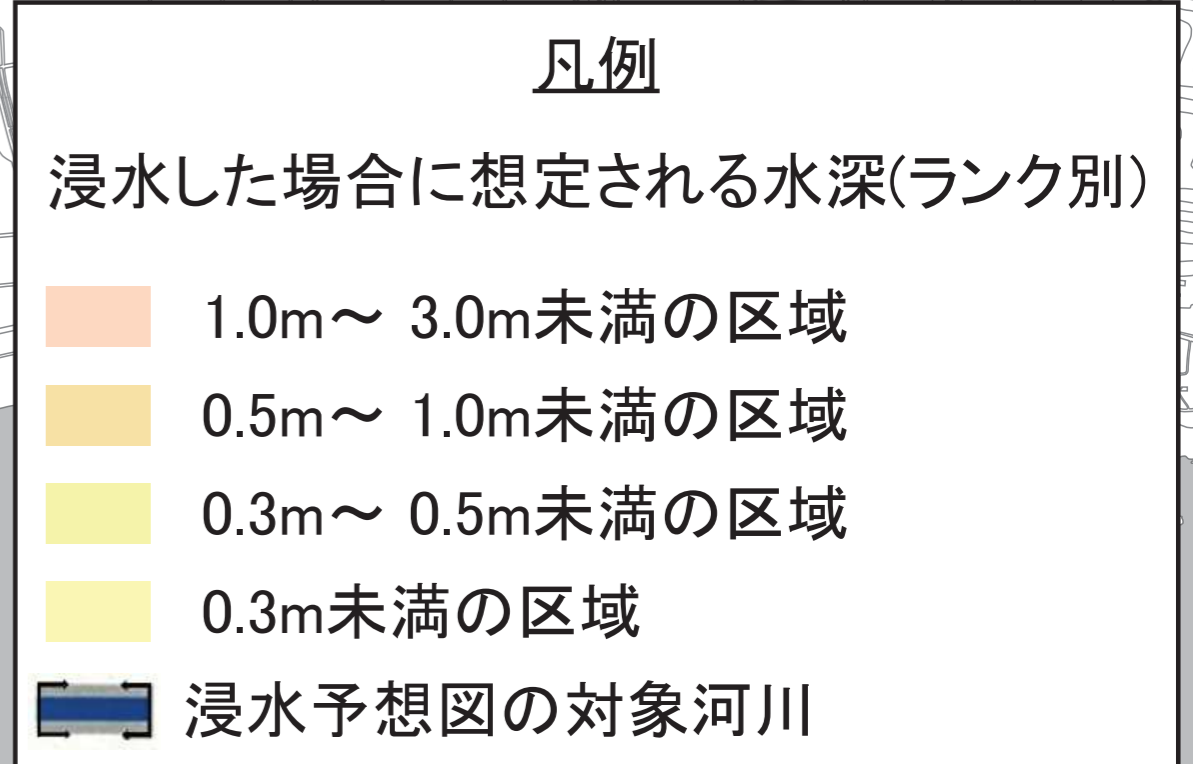 凡例
浸水した場合に想定される水深(ランク別)
1.0m～ 3.0m未満の区域
0.5m～ 1.0m未満の区域
0.3m～ 0.5m未満の区域
0.3m未満の区域
浸水予想図の対象河川